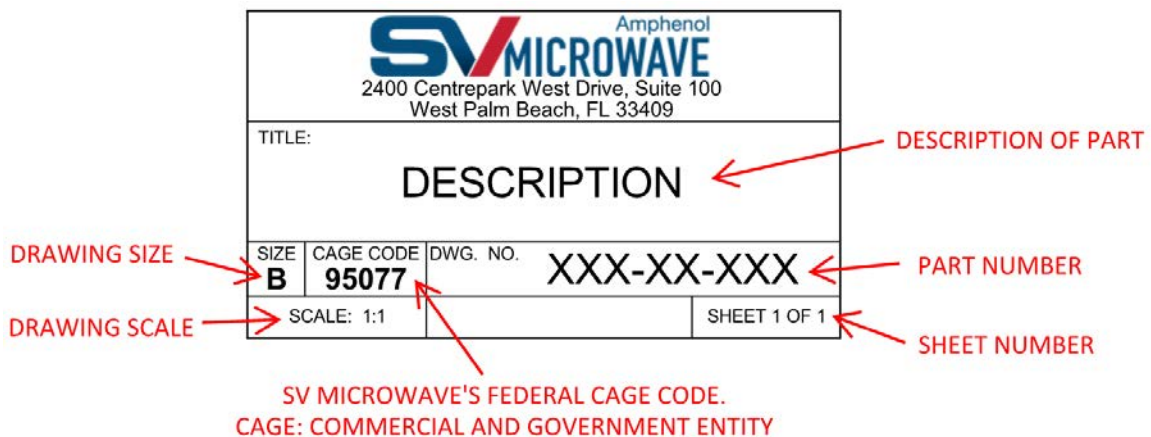 Amphenol
SV MICROWAVE
2400 Centrepark West Drive, Suite 100
West Palm Beach, FL 33409
TITLE:
DESCRIPTION
DESCRIPTION OF PART
DRAWING SIZE
SIZE
B
CAGE CODE
95077
DWG. NO.
XXX-XX-XXX
PART NUMBER
DRAWING SCALE
SCALE: 1:1
SHEET 1 OF 1
SHEET NUMBER
SV MICROWAVE'S FEDERAL CAGE CODE.
CAGE: COMMERCIAL AND GOVERNMENT ENTITY